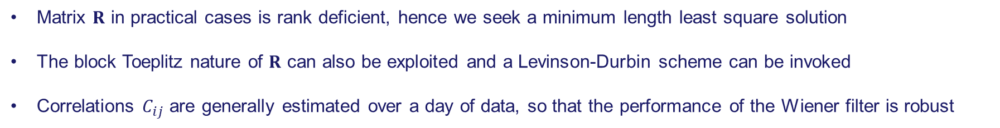 • Matrix R in practical cases is rank deficient, hence we seek a minimum length least square solution
• The block Toeplitz nature of R can also be exploited and a Levinson-Durbin scheme can be invoked
• Correlations C_{ij} are generally estimated over a day of data, so that the performance of the Wiener filter is robust